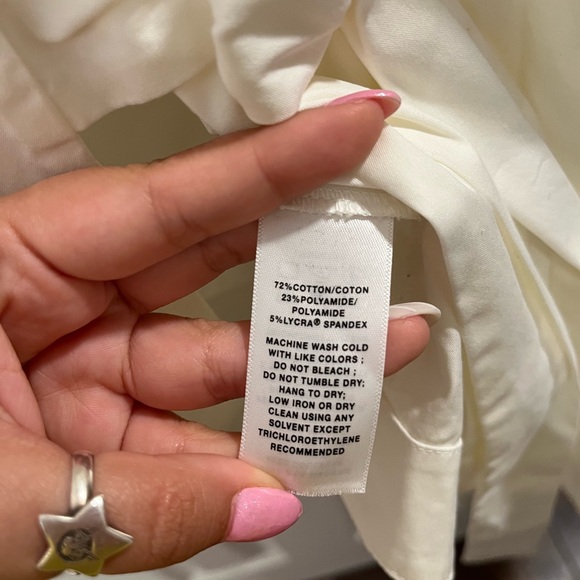 72%COTTON/COTON
23%POLYAMIDE/
POLYAMIDE
5%LYCRA® SPANDEX
MACHINE WASH COLD
WITH LIKE COLORS ;
DO NOT BLEACH ;
DO NOT TUMBLE DRY;
HANG TO DRY;
LOW IRON OR DRY
CLEAN USING ANY
SOLVENT EXCEPT
TRICHLOROETHYLENE
RECOMMENDED